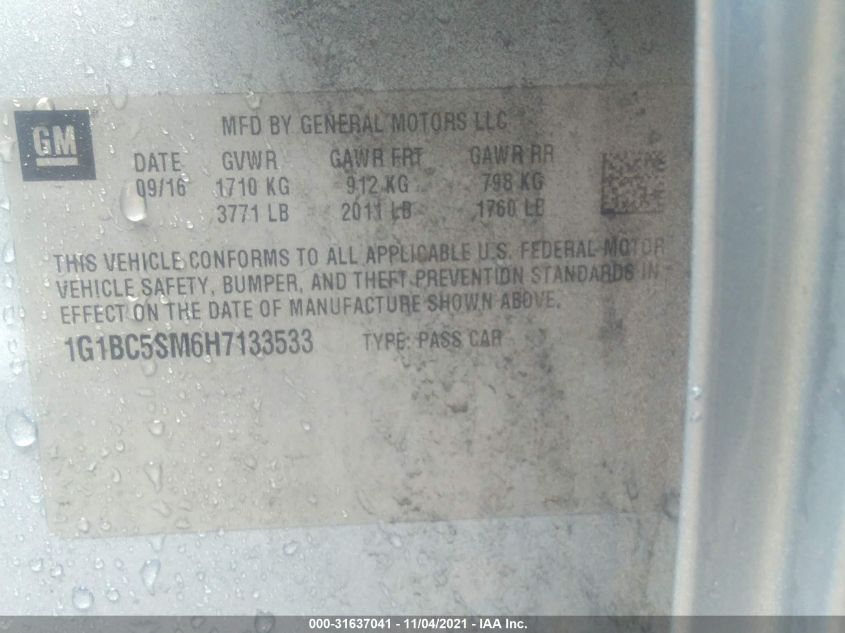 GM
MFD BY GENERAL MOTORS LLC
DATE GVWR GAWR FRT GAWR RR
09/16 1710 KG 912 KG 798 KG
3771 LB 2011 LB 1760 LB
THIS VEHICLE CONFORMS TO ALL APPLICABLE U.S. FEDERAL MOTOR
VEHICLE SAFETY, BUMPER, AND THEFT PREVENTION STANDARDS IN
EFFECT ON THE DATE OF MANUFACTURE SHOWN ABOVE.
1G1BC5SM6H7133533 TYPE: PASS CAR
000-31637041 - 11/04/2021 - IAA Inc.